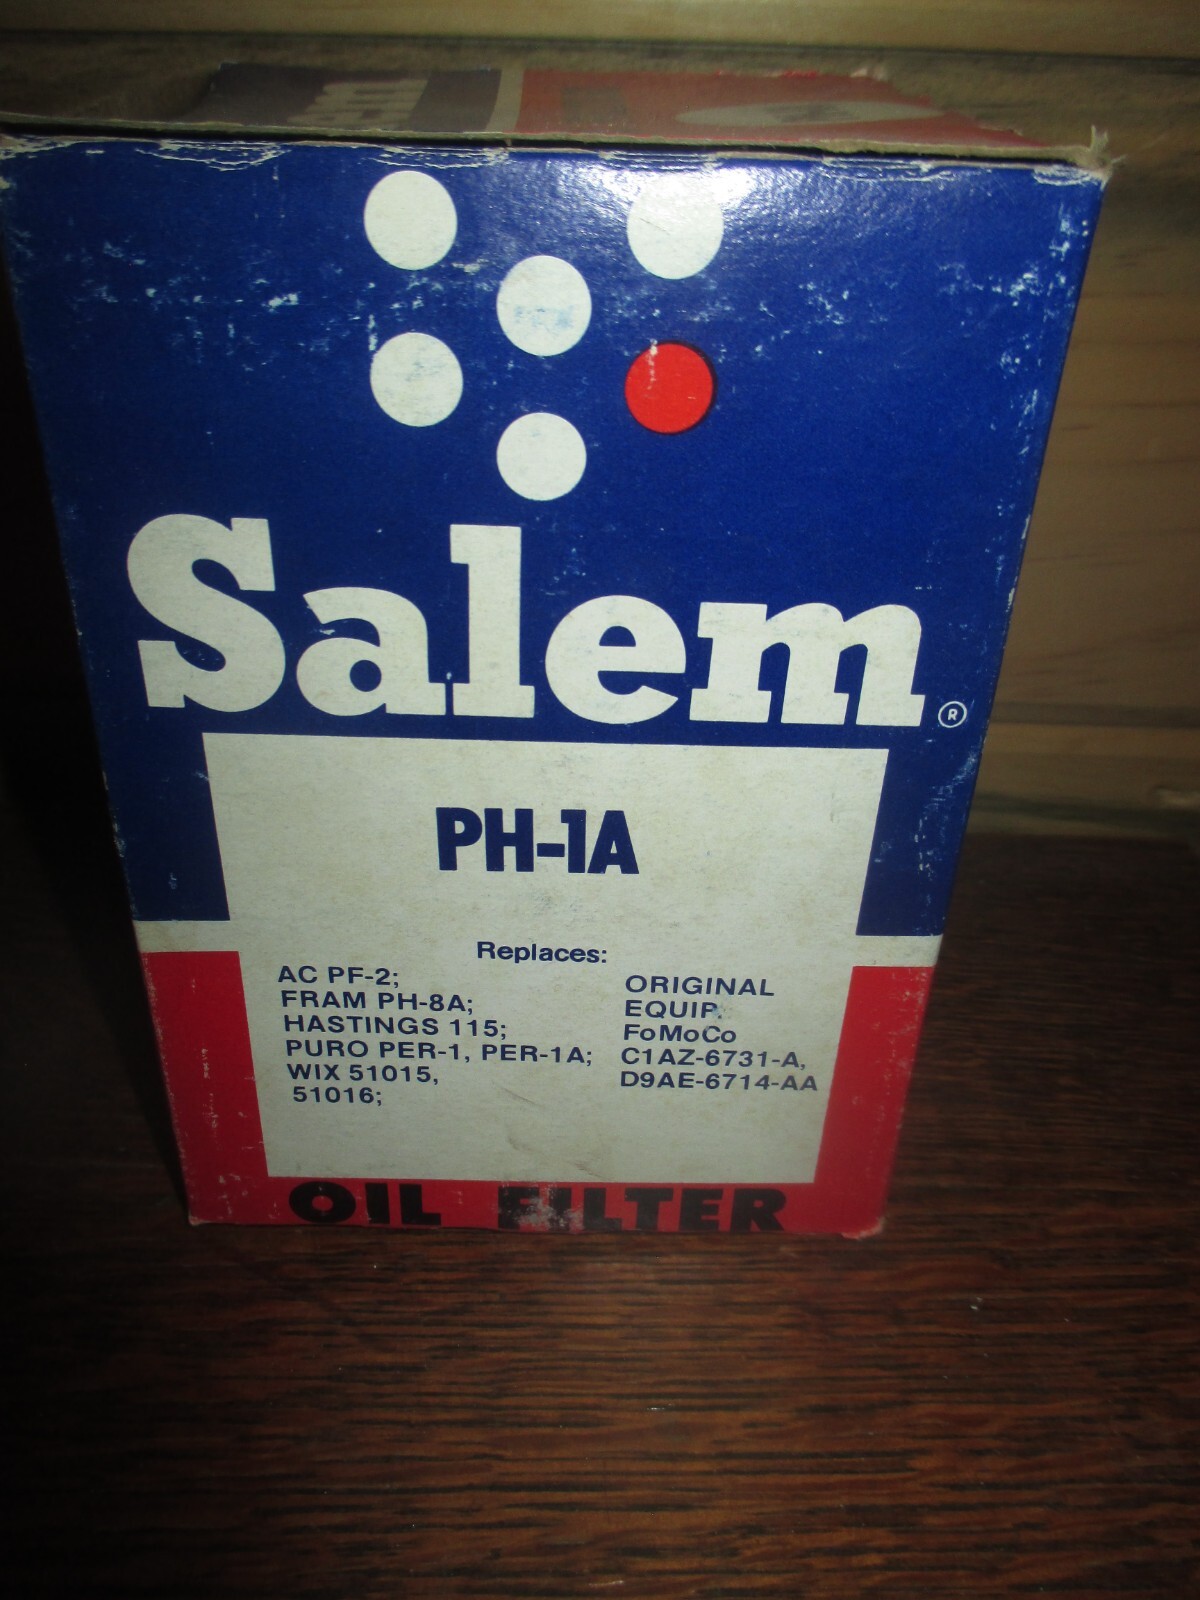 Salem®
PH-1A
Replaces:
AC PF-2;
FRAM PH-8A;
HASTINGS 115;
PURO PER-1, PER-1A;
WIX 51015,
51016;
ORIGINAL
EQUIP.
FoMoCo
C1AZ-6731-A,
D9AE-6714-AA
OIL FILTER